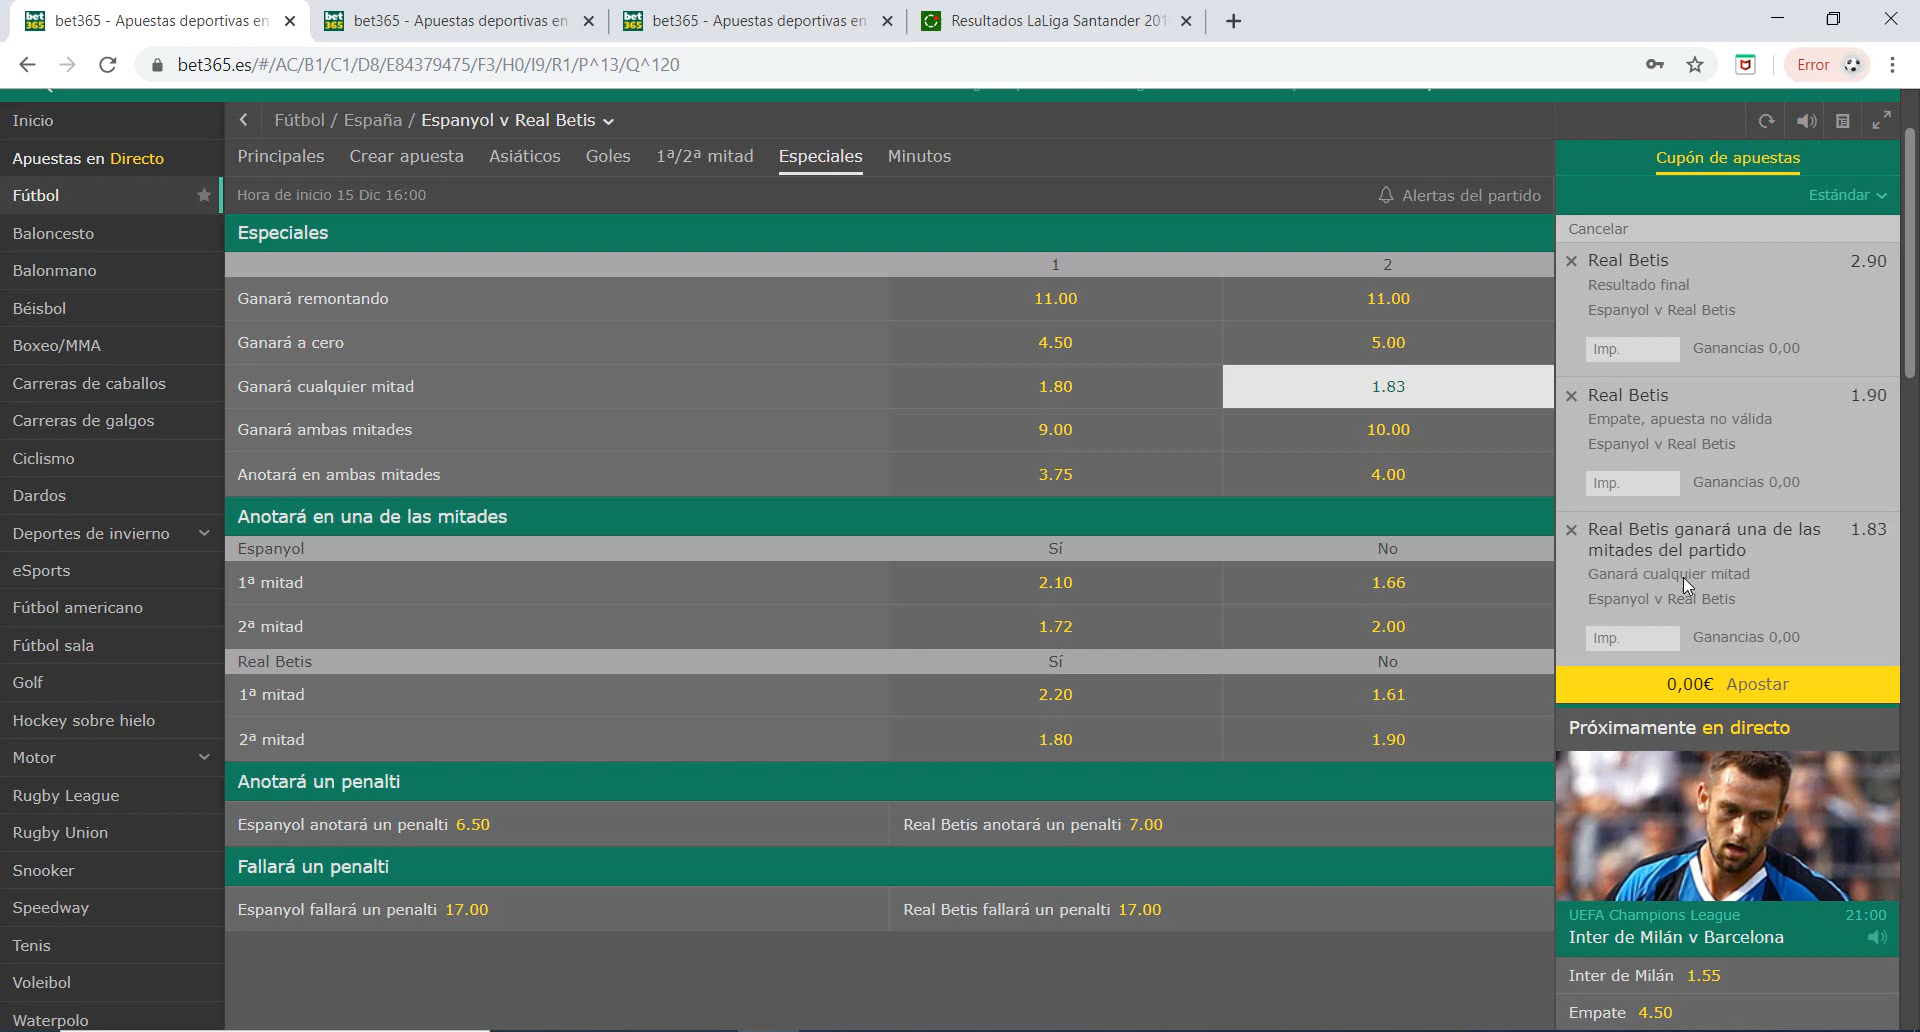 bet365 - Apuestas deportivas en
bet365 - Apuestas deportivas en
bet365 - Apuestas deportivas en
Resultados LaLiga Santander 201
bet365.es/#/AC/B1/C1/D8/E84379475/F3/H0/I9/R1/P^13/Q^120
Error
Inicio
Apuestas en Directo
Fútbol
Baloncesto
Balonmano
Béisbol
Boxeo/MMA
Carreras de caballos
Carreras de galgos
Ciclismo
Dardos
Deportes de invierno
eSports
Fútbol americano
Fútbol sala
Golf
Hockey sobre hielo
Motor
Rugby League
Rugby Union
Snooker
Speedway
Tenis
Voleibol
Waterpolo
Fútbol / España / Espanyol v Real Betis
Principales Crear apuesta Asiáticos Goles 1ª/2ª mitad Especiales Minutos
Hora de inicio 15 Dic 16:00
Alertas del partido
Especiales
1 2
Ganará remontando 11.00 11.00
Ganará a cero 4.50 5.00
Ganará cualquier mitad 1.80 1.83
Ganará ambas mitades 9.00 10.00
Anotará en ambas mitades 3.75 4.00
Anotará en una de las mitades
Espanyol Sí No
1ª mitad 2.10 1.66
2ª mitad 1.72 2.00
Real Betis Sí No
1ª mitad 2.20 1.61
2ª mitad 1.80 1.90
Anotará un penalti
Espanyol anotará un penalti 6.50 Real Betis anotará un penalti 7.00
Fallará un penalti
Espanyol fallará un penalti 17.00 Real Betis fallará un penalti 17.00
Cupón de apuestas
Estándar
Cancelar
Real Betis 2.90
Resultado final
Espanyol v Real Betis
Imp. Ganancias 0,00
Real Betis 1.90
Empate, apuesta no válida
Espanyol v Real Betis
Imp. Ganancias 0,00
Real Betis ganará una de las 1.83
mitades del partido
Ganará cualquier mitad
Espanyol v Real Betis
Imp. Ganancias 0,00
0,00€ Apostar
Próximamente en directo
UEFA Champions League 21:00
Inter de Milán v Barcelona
Inter de Milán 1.55
Empate 4.50